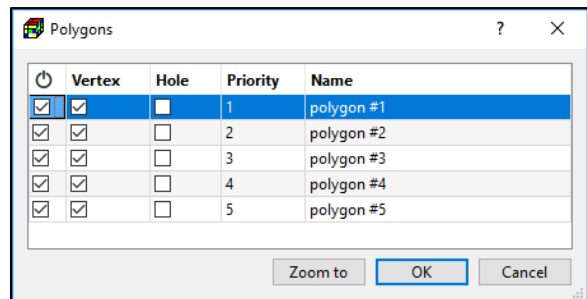 Polygons ?
Vertex Hole Priority Name
1 polygon #1
2 polygon #2
3 polygon #3
4 polygon #4
5 polygon #5
Zoom to OK Cancel